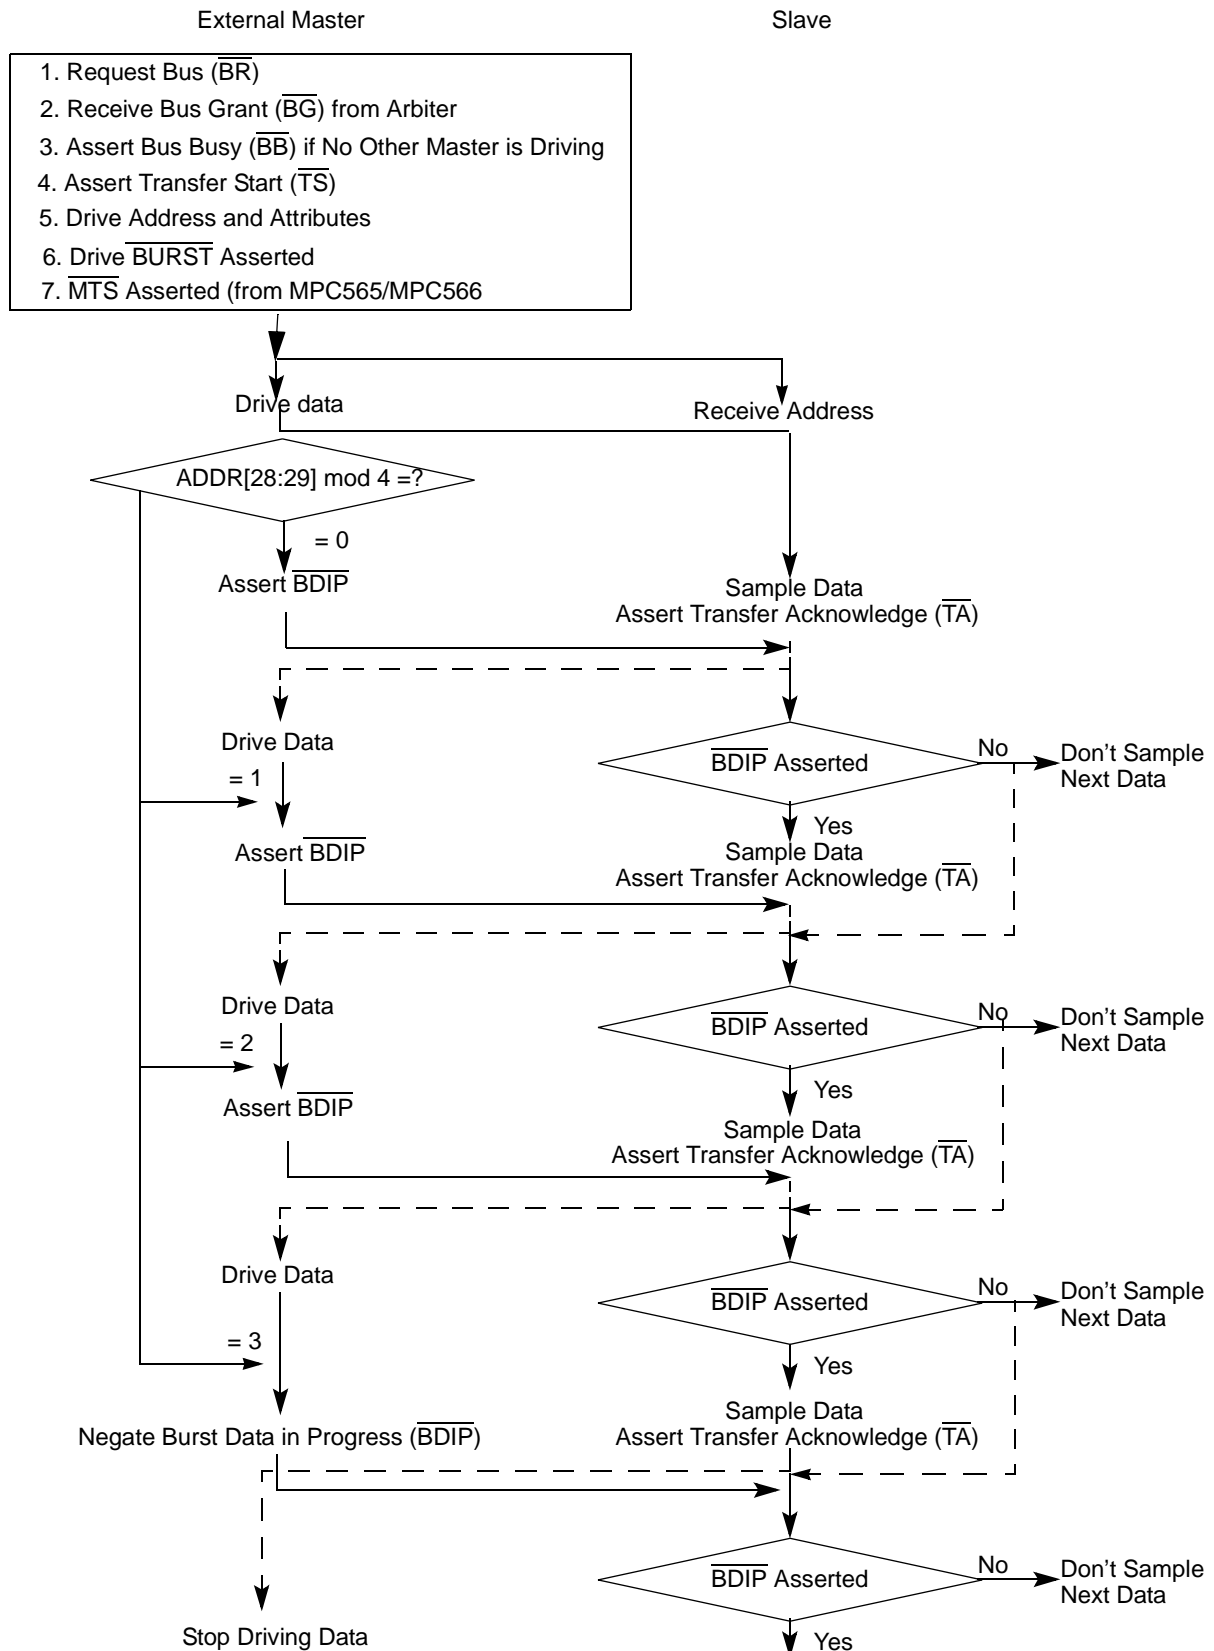 External Master
Slave
1. Request Bus (BR)
2. Receive Bus Grant (BG) from Arbiter
3. Assert Bus Busy (BB) if No Other Master is Driving
4. Assert Transfer Start (TS)
5. Drive Address and Attributes
6. Drive BURST Asserted
7. MTS Asserted (from MPC565/MPC566
Drive data
Receive Address
ADDR[28:29] mod 4 =?
= 0
Assert BDIP
Sample Data
Assert Transfer Acknowledge (TA)
Drive Data
BDIP Asserted
No
Don't Sample
Next Data
= 1
Yes
Assert BDIP
Sample Data
Assert Transfer Acknowledge (TA)
Drive Data
BDIP Asserted
No
Don't Sample
Next Data
= 2
Yes
Assert BDIP
Sample Data
Assert Transfer Acknowledge (TA)
Drive Data
BDIP Asserted
No
Don't Sample
Next Data
= 3
Yes
Negate Burst Data in Progress (BDIP)
Sample Data
Assert Transfer Acknowledge (TA)
BDIP Asserted
No
Don't Sample
Next Data
Stop Driving Data
Yes